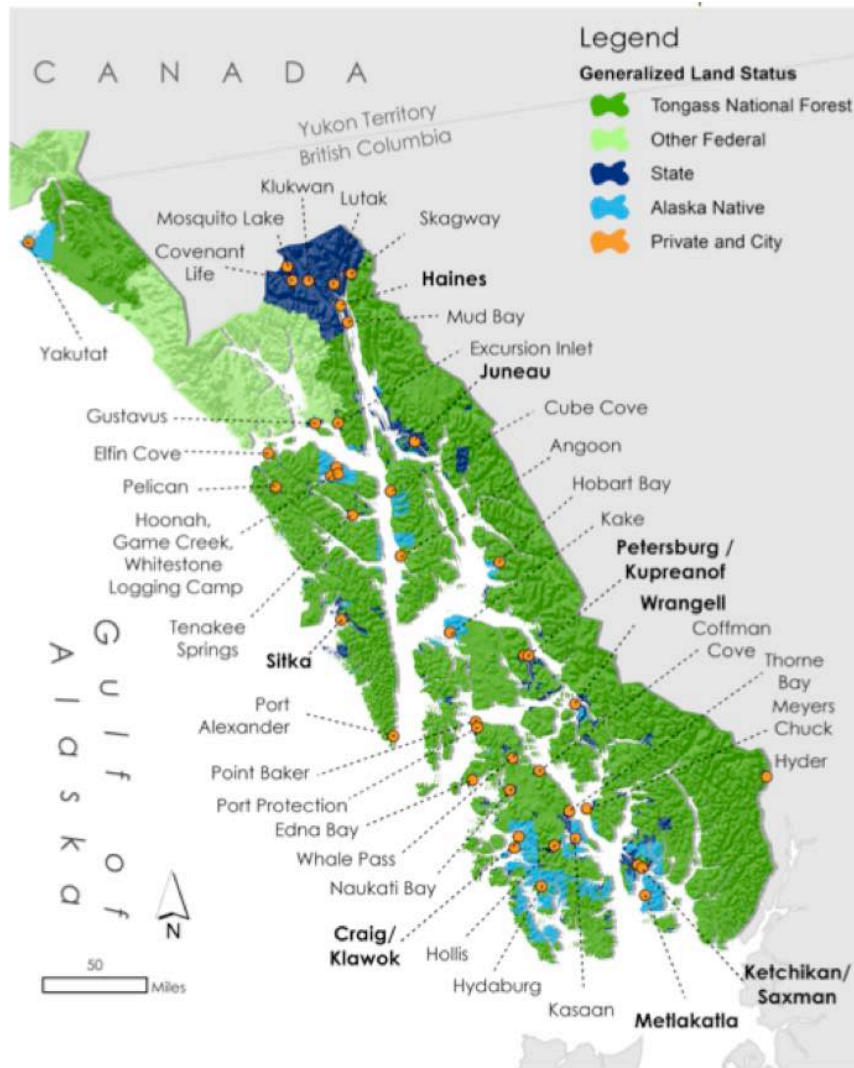 Legend
Generalized Land Status
Tongass National Forest
Other Federal
State
Alaska Native
Private and City
C A N A D A
Yukon Territory
British Columbia
Klukwan
Lutak
Mosquito Lake
Skagway
Covenant
Life
Haines
Mud Bay
Yakutat
Excursion Inlet
Juneau
Gustavus
Cube Cove
Elfin Cove
Angoon
Pelican
Hobart Bay
Hoonah,
Game Creek,
Whitestone
Logging Camp
Kake
Petersburg /
Kupreanof
Tenakee
Springs
Wrangell
Sitka
Coffman
Cove
Thorne
Bay
Meyers
Chuck
Gulf of
Alaska
Port
Alexander
Hyder
Point Baker
Port Protection
Edna Bay
Whale Pass
Naukati Bay
Craig/
Klawok
Hollis
Hydaburg
Kasaan
Ketchikan/
Saxman
Metlakatla
N
50
Miles